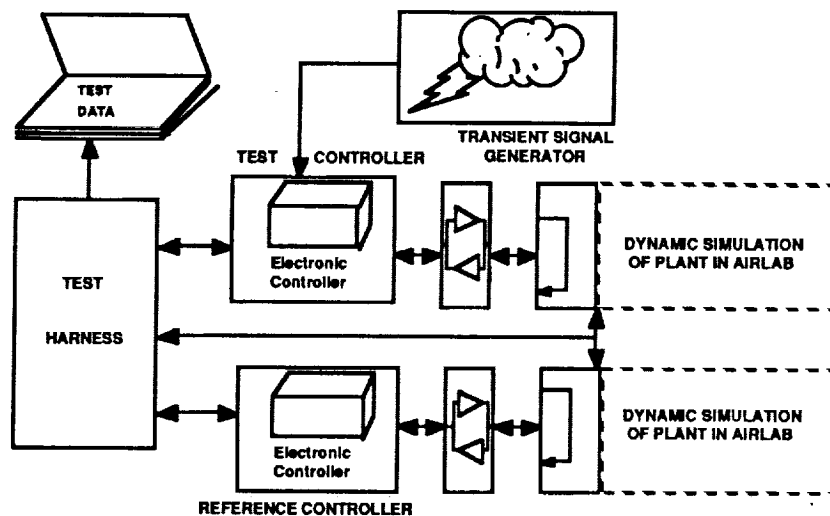 TEST
DATA
TRANSIENT SIGNAL
GENERATOR
TEST CONTROLLER
Electronic
Controller
DYNAMIC SIMULATION
OF PLANT IN AIRLAB
TEST
HARNESS
Electronic
Controller
DYNAMIC SIMULATION
OF PLANT IN AIRLAB
REFERENCE CONTROLLER